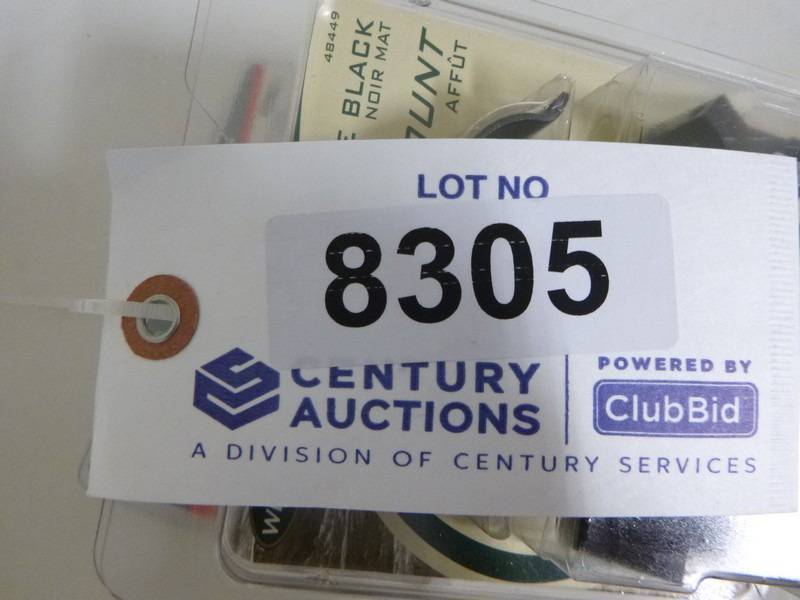 48449
BLACK
NOIR MAT
AFFÛT
LOT NO
8305
CENTURY
AUCTIONS
POWERED BY
ClubBid
A DIVISION OF CENTURY SERVICES